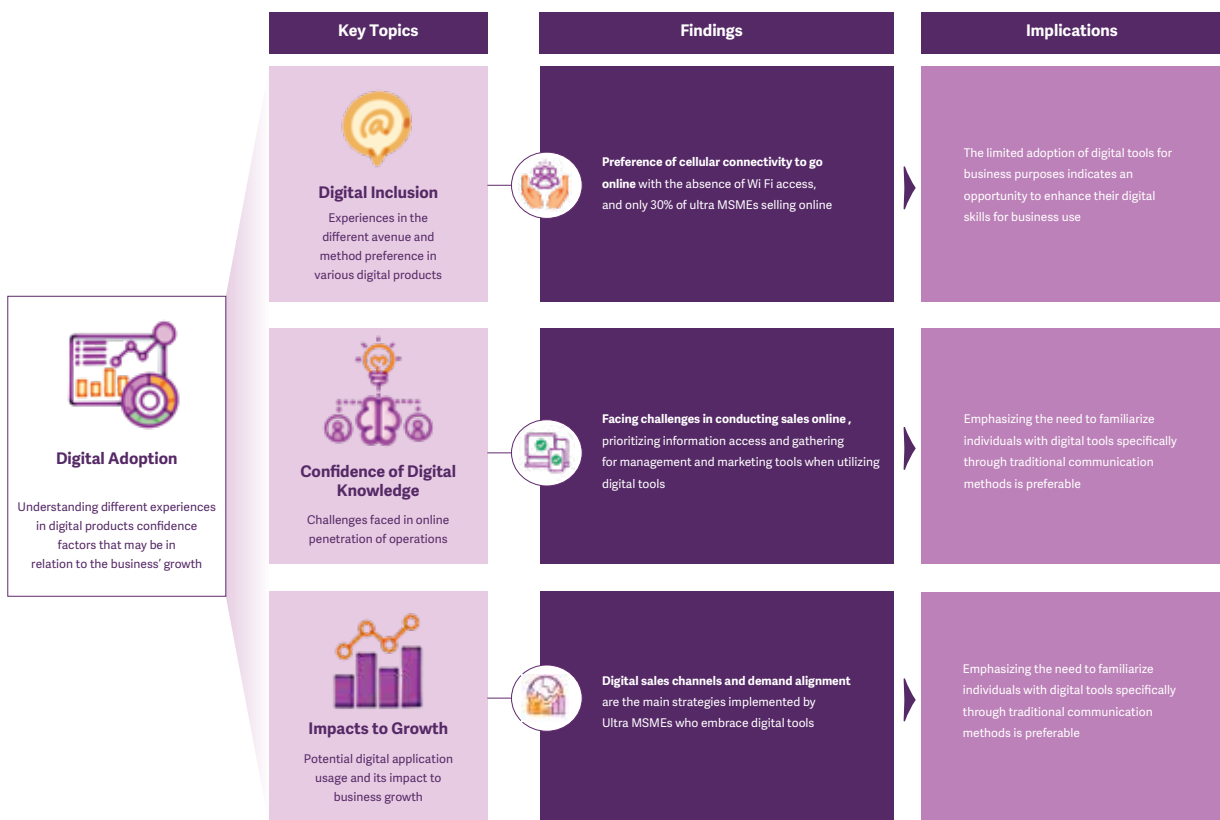 Key Topics
Findings
Implications
Digital Adoption
Understanding different experiences
in digital products confidence
factors that may be in
relation to the business’ growth
Digital Inclusion
Experiences in the
different avenue and
method preference in
various digital products
Preference of cellular connectivity to go
online with the absence of Wi Fi access,
and only 30% of ultra MSMEs selling online
The limited adoption of digital tools for
business purposes indicates an
opportunity to enhance their digital
skills for business use
Confidence of Digital
Knowledge
Challenges faced in online
penetration of operations
Facing challenges in conducting sales online ,
prioritizing information access and gathering
for management and marketing tools when utilizing
digital tools
Emphasizing the need to familiarize
individuals with digital tools specifically
through traditional communication
methods is preferable
Impacts to Growth
Potential digital application
usage and its impact to
business growth
Digital sales channels and demand alignment
are the main strategies implemented by
Ultra MSMEs who embrace digital tools
Emphasizing the need to familiarize
individuals with digital tools specifically
through traditional communication
methods is preferable